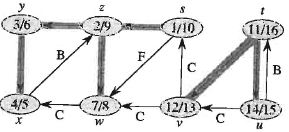 y z s t
3/6 2/9 1/10 11/16
B F C B
4/5 7/8 12/13 14/15
C C C
x w v u